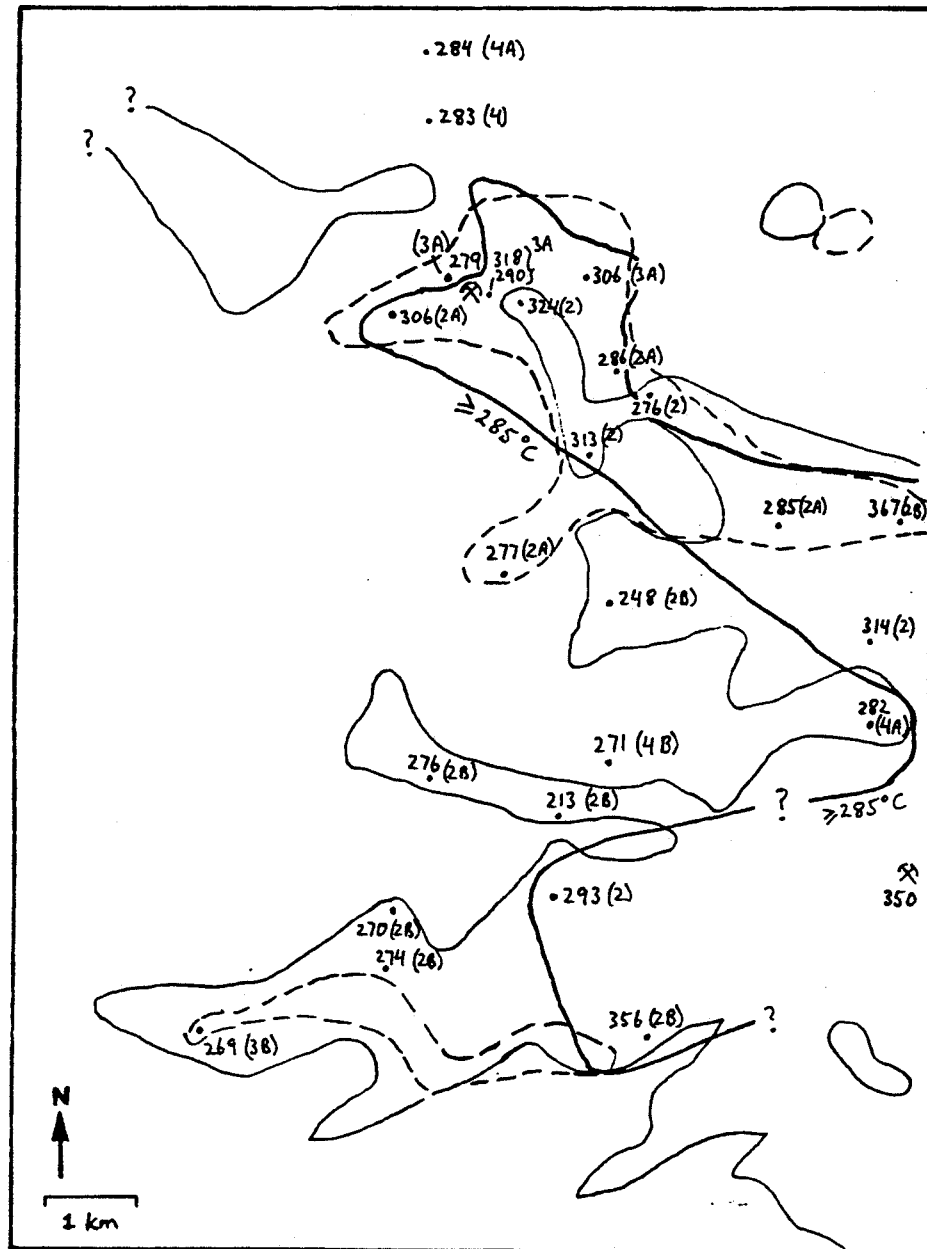 .284 (4A)
?
.283 (4)
?
(3A)
279
318} 3A
290}
.306 (3A)
.306 (2A)
.324 (2)
286 (2A)
276 (2)
≥285°C
313 (2)
285 (2A)
367 (2B)
277 (2A)
.248 (2B)
314 (2)
282
(4A)
271 (4B)
276 (2B)
213 (2B)
?
≥285°C
350
.293 (2)
270 (2B)
274 (2B)
356 (2B)
?
269 (3B)
N
1 km